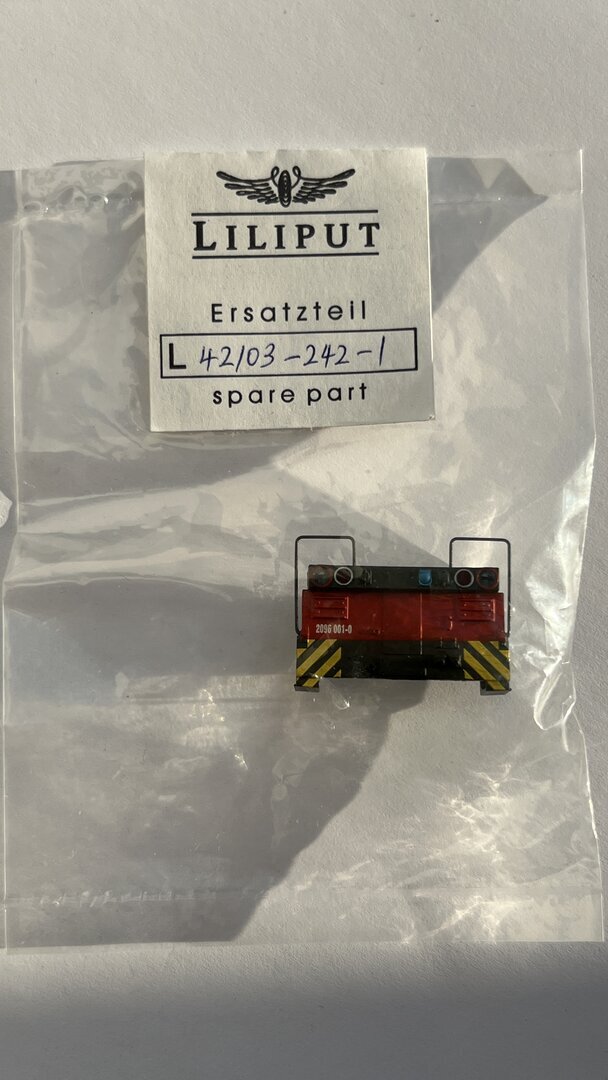 LILIPUT
Ersatzteil
L 42103-242-1
spare part
2096 001-0